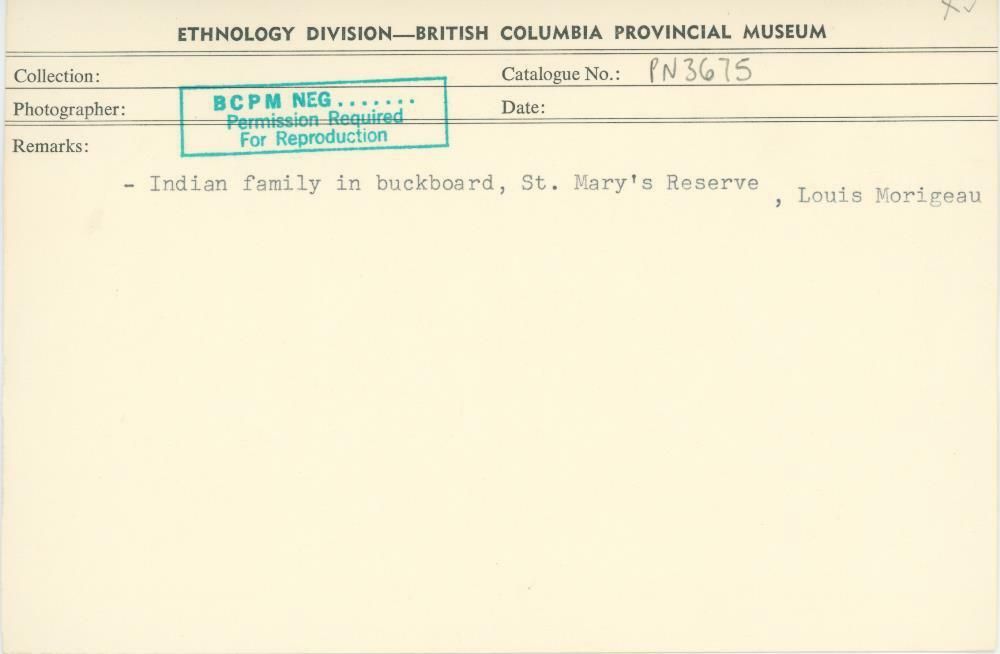 ETHNOLOGY DIVISION—BRITISH COLUMBIA PROVINCIAL MUSEUM
Collection:
Catalogue No.: PN3675
Photographer:
BCPM NEG.......
Permission Required
For Reproduction
Date:
Remarks:
- Indian family in buckboard, St. Mary's Reserve , Louis Morigeau